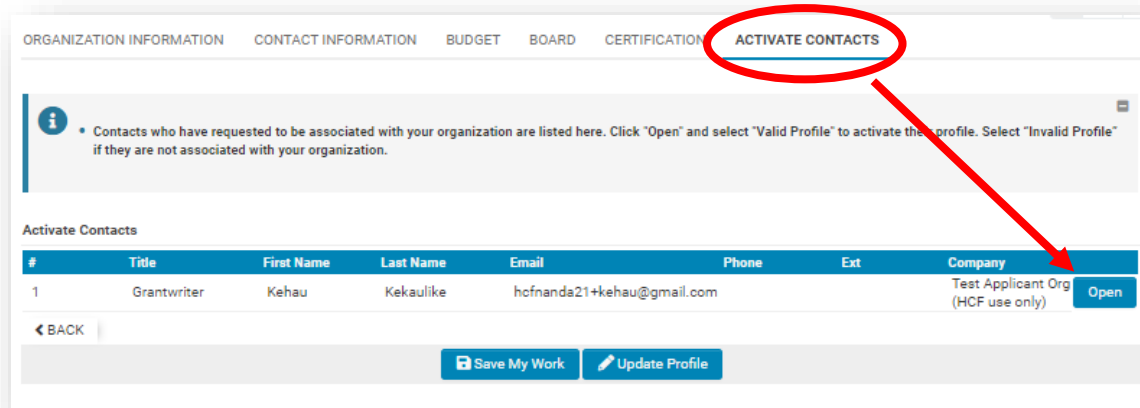 ORGANIZATION INFORMATION CONTACT INFORMATION BUDGET BOARD CERTIFICATION ACTIVATE CONTACTS
• Contacts who have requested to be associated with your organization are listed here. Click "Open" and select "Valid Profile" to activate their profile. Select "Invalid Profile"
if they are not associated with your organization.
Activate Contacts
# Title First Name Last Name Email Phone Ext Company
1 Grantwriter Kehau Kekaulike hcfnanda21+kehau@gmail.com Test Applicant Org
(HCF use only) Open
BACK
Save My Work Update Profile